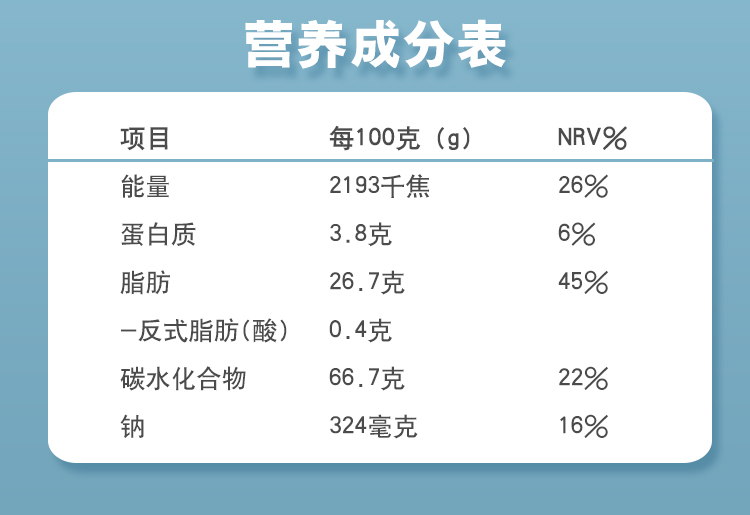 营养成分表
项目 每100克 (g) NRV%
能量 2193千焦 26%
蛋白质 3.8克 6%
脂肪 26.7克 45%
-反式脂肪(酸) 0.4克
碳水化合物 66.7克 22%
钠 324毫克 16%